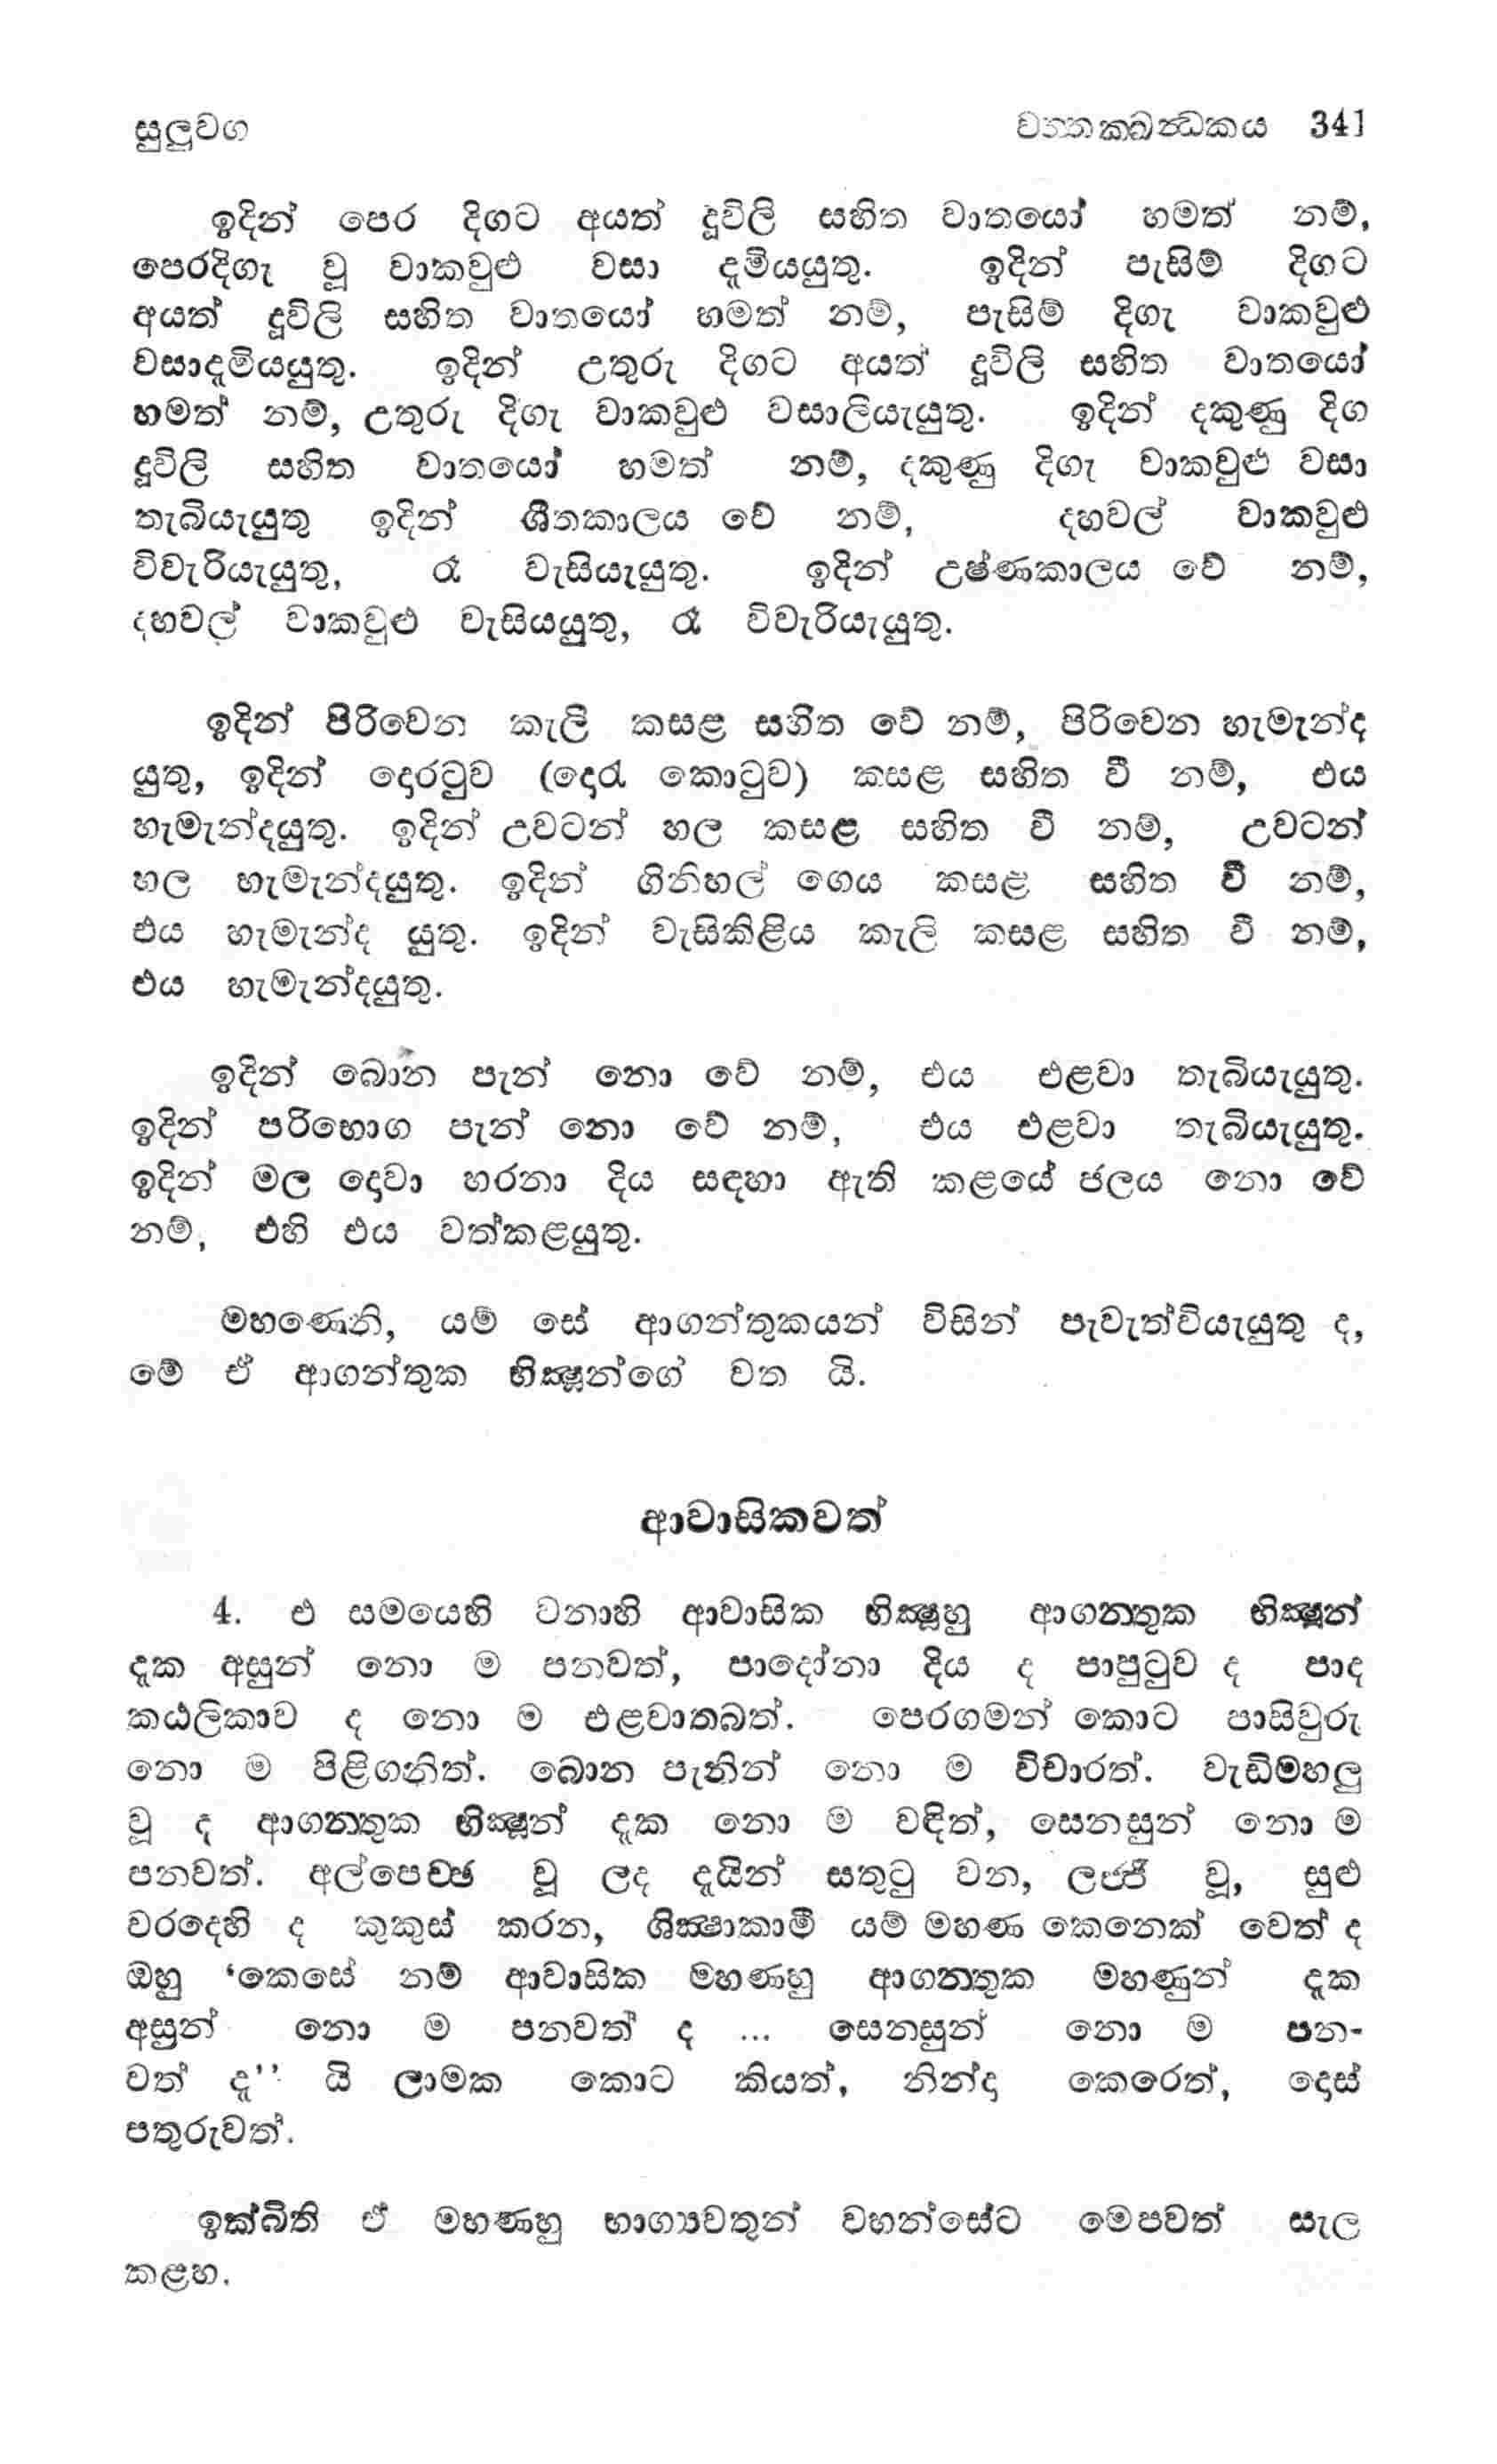 සුලුවග වත්තක්ඛන්ධකය 341
ඉදින් පෙර දිගට අයත් දූවිලි සහිත වාතයෝ හමත් නම්,
පෙරදිගැ වූ වාකවුළු වසා දැමියයුතු. ඉදින් පැසිම් දිගට
අයත් දූවිලි සහිත වාතයෝ හමත් නම්, පැසිම් දිගැ වාකවුළු
වසාදැමියයුතු. ඉදින් උතුරු දිගට අයත් දූවිලි සහිත වාතයෝ
හමත් නම්, උතුරු දිගැ වාකවුළු වසාලියැයුතු. ඉදින් දකුණු දිග
දූවිලි සහිත වාතයෝ හමත් නම්, දකුණු දිගැ වාකවුළු වසා
තැබියැයුතු ඉදින් ශීතකාලය වේ නම්, දහවල් වාකවුළු
විවැරියැයුතු, රෑ වැසියැයුතු. ඉදින් උෂ්ණකාලය වේ නම්,
දහවල් වාකවුළු වැසියයුතු, රෑ විවැරියැයුතු.
ඉදින් පිරිවෙන කැලි කසළ සහිත වේ නම්, පිරිවෙන හැමැන්ද
යුතු, ඉදින් දොරටුව (දොරැ කොටුව) කසළ සහිත වී නම්, එය
හැමැන්දයුතු. ඉදින් උවටන් හල කසළ සහිත වී නම්, උවටන්
හල හැමැන්දයුතු. ඉදින් ගිනිහල් ගෙය කසළ සහිත වී නම්,
එය හැමැන්ද යුතු. ඉදින් වැසිකිළිය කැලි කසළ සහිත වී නම්,
එය හැමැන්දයුතු.
ඉදින් බොන පැන් නො වේ නම්, එය එළවා තැබියැයුතු.
ඉදින් පරිභොග පැන් නො වේ නම්, එය එළවා තැබියැයුතු.
ඉදින් මල දොවා හරනා දිය සඳහා ඇති කළයේ ජලය නො වේ
නම්, එහි එය වත්කළයුතු.
මහණෙනි, යම් සේ ආගන්තුකයන් විසින් පැවැත්වියැයුතු ද,
මේ ඒ ආගන්තුක භික්‍ෂූන්ගේ වත යි.
ආවාසිකවත්
4. එ සමයෙහි වනාහි ආවාසික භික්‍ෂූහු ආගන්‍තුක භික්‍ෂූන්
දැක අසුන් නො ම පනවත්, පාදෝනා දිය ද පාපුටුව ද පාද
කඨලිකාව ද නො ම එළවාතබත්. පෙරගමන් කොට පාසිවුරු
නො ම පිළිගනිත්. බොන පැනින් නො ම විචාරත්. වැඩිමහලු
වූ ද ආගන්‍තුක භික්‍ෂූන් දැක නො ම වඳිත්, සෙනසුන් නො ම
පනවත්. අල්පෙච්ඡ වූ ලද දැයින් සතුටු වන, ලජ්ජී වූ, සුළු
වරදෙහි ද කුකුස් කරන, ශික්‍ෂාකාමී යම් මහණ කෙනෙක් වෙත් ද
ඔහු ‘කෙසේ නම් ආවාසික මහණහු ආගන්‍තුක මහණුන් දැක
අසුන් නො ම පනවත් ද ... සෙනසුන් නො ම පන-
වත් දැ’’ යි ලාමක කොට කියත්, නින්දා කෙරෙත්, දොස්
පතුරුවත්.
ඉක්බිති ඒ මහණහු භාග්‍යවතුන් වහන්සේට මෙපවත් සැල
කළහ.